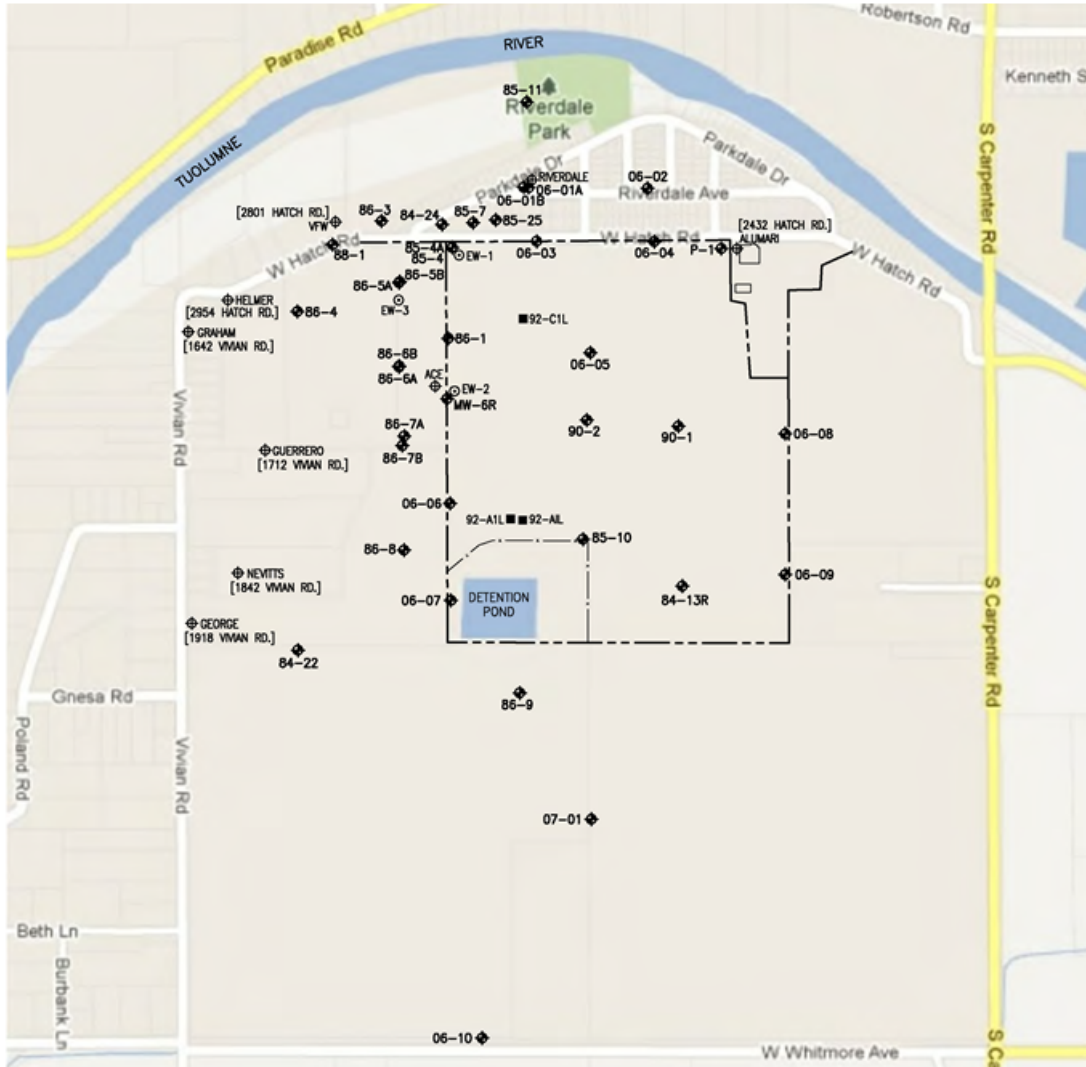 Robertson Rd
Paradise Rd
RIVER
Kenneth S
85-11
Riverdale
Park
TUOLUMNE
Parkdale Dr
Parkdale Dr
S Carpenter Rd
RIVERDALE
06-01A
06-01B
06-02
Riverdale Ave
[2801 HATCH RD.]
VFW
86-3
84-24
85-7
85-25
[2432 HATCH RD.]
ALUMARI
W Hatch Rd
88-1
85-4A
85-4
EW-1
06-03
W Hatch Rd
06-04
P-1
W Hatch Rd
86-5B
86-5A
EW-3
HELMER
[2954 HATCH RD.]
86-4
92-C1L
GRAHAM
[1642 VIVIAN RD.]
86-1
06-05
86-6B
86-6A
ACE
EW-2
MW-6R
Vivian Rd
86-7A
86-7B
90-2
90-1
06-08
GUERRERO
[1712 VIVIAN RD.]
06-06
92-A1L
92-AIL
85-10
86-8
NEVITTS
[1842 VIVIAN RD.]
06-07
DETENTION
POND
84-13R
06-09
S Carpenter Rd
GEORGE
[1918 VIVIAN RD.]
84-22
Gnesa Rd
86-9
Poland Rd
Vivian Rd
07-01
Beth Ln
Burbank Ln
06-10
W Whitmore Ave
S Ca